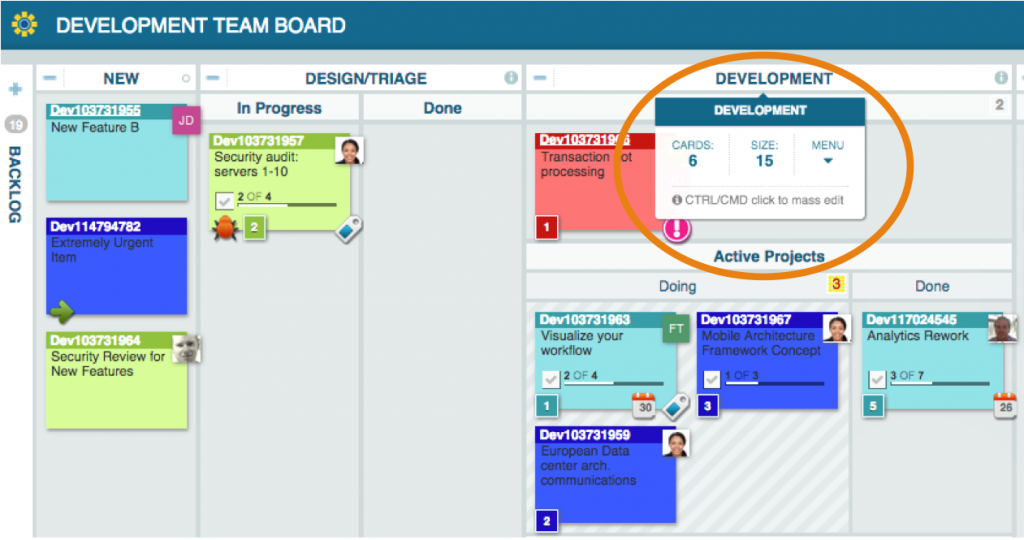 DEVELOPMENT TEAM BOARD
19
BACKLOG
NEW
Dev103731955
New Feature B
JD
Dev114794782
Extremely Urgent
Item
Dev103731964
Security Review for
New Features
DESIGN/TRIAGE
In Progress
Done
Dev103731957
Security audit:
servers 1-10
2 OF 4
2
DEVELOPMENT
2
Transaction not
processing
1
DEVELOPMENT
CARDS:
6
SIZE:
15
MENU
CTRL/CMD click to mass edit
Active Projects
Doing
3
Done
Dev103731963
Visualize your
workflow
FT
2 OF 4
1
30
Dev103731967
Mobile Architecture
Framework Concept
1 OF 3
3
Dev117024545
Analytics Rework
3 OF 7
5
26
Dev103731959
European Data
center arch.
communications
2